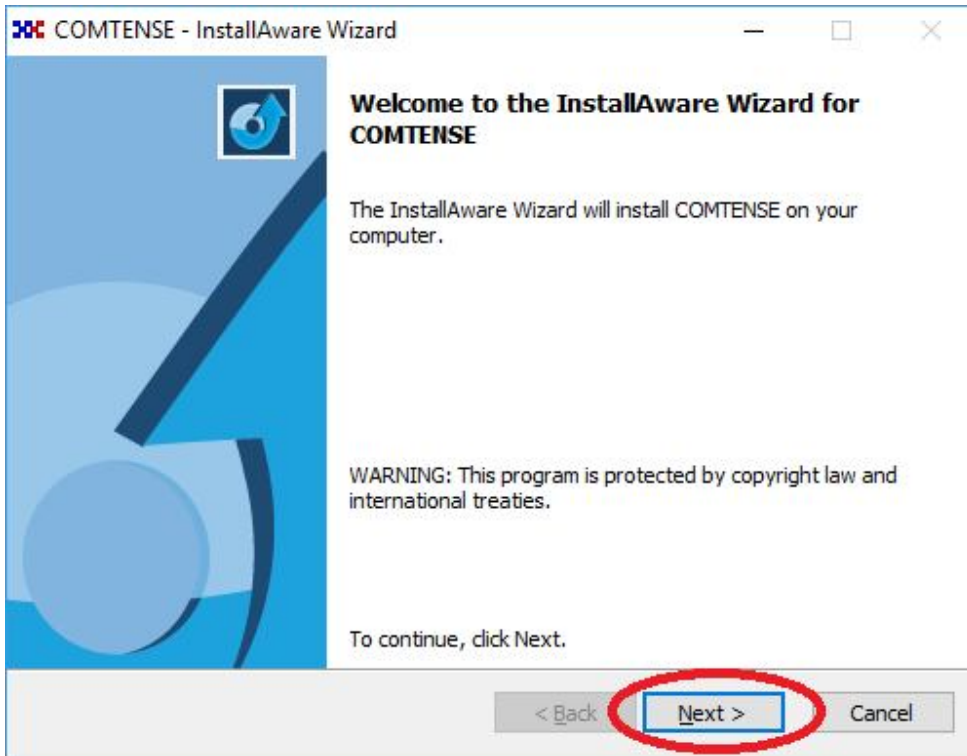 COMTENSE - InstallAware Wizard
Welcome to the InstallAware Wizard for
COMTENSE
The InstallAware Wizard will install COMTENSE on your
computer.
WARNING: This program is protected by copyright law and
international treaties.
To continue, click Next.
< Back
Next >
Cancel